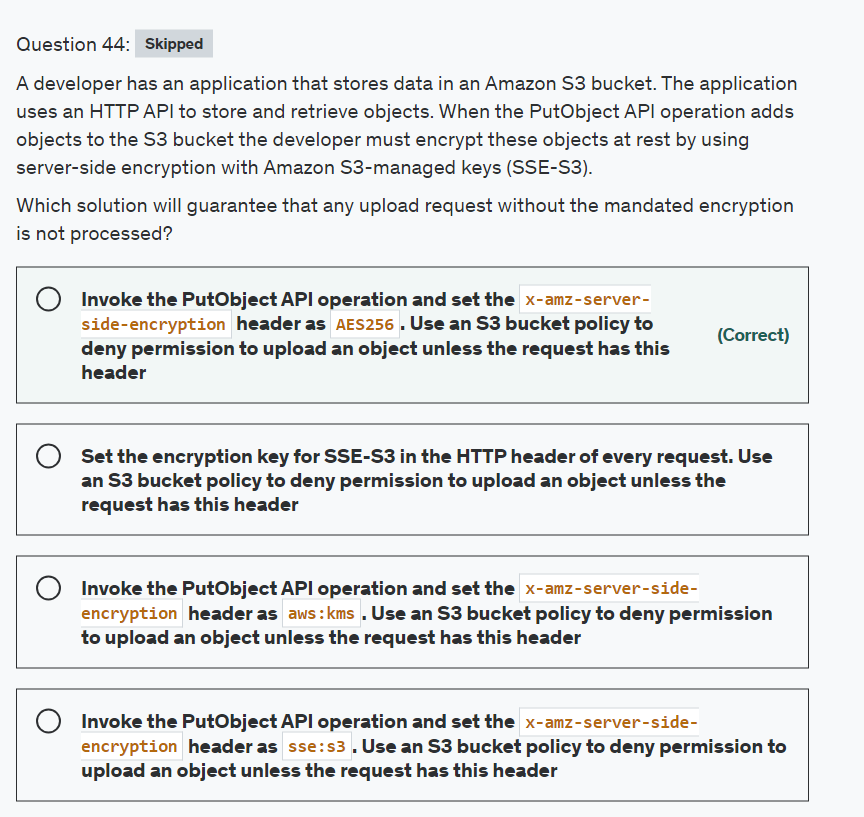 Question 44: Skipped
A developer has an application that stores data in an Amazon S3 bucket. The application
uses an HTTP API to store and retrieve objects. When the PutObject API operation adds
objects to the S3 bucket the developer must encrypt these objects at rest by using
server-side encryption with Amazon S3-managed keys (SSE-S3).
Which solution will guarantee that any upload request without the mandated encryption
is not processed?
Invoke the PutObject API operation and set the x-amz-server-
side-encryption header as AES256. Use an S3 bucket policy to
deny permission to upload an object unless the request has this
header
(Correct)
Set the encryption key for SSE-S3 in the HTTP header of every request. Use
an S3 bucket policy to deny permission to upload an object unless the
request has this header
Invoke the PutObject API operation and set the x-amz-server-side-
encryption header as aws:kms. Use an S3 bucket policy to deny permission
to upload an object unless the request has this header
Invoke the PutObject API operation and set the x-amz-server-side-
encryption header as sse:s3. Use an S3 bucket policy to deny permission to
upload an object unless the request has this header